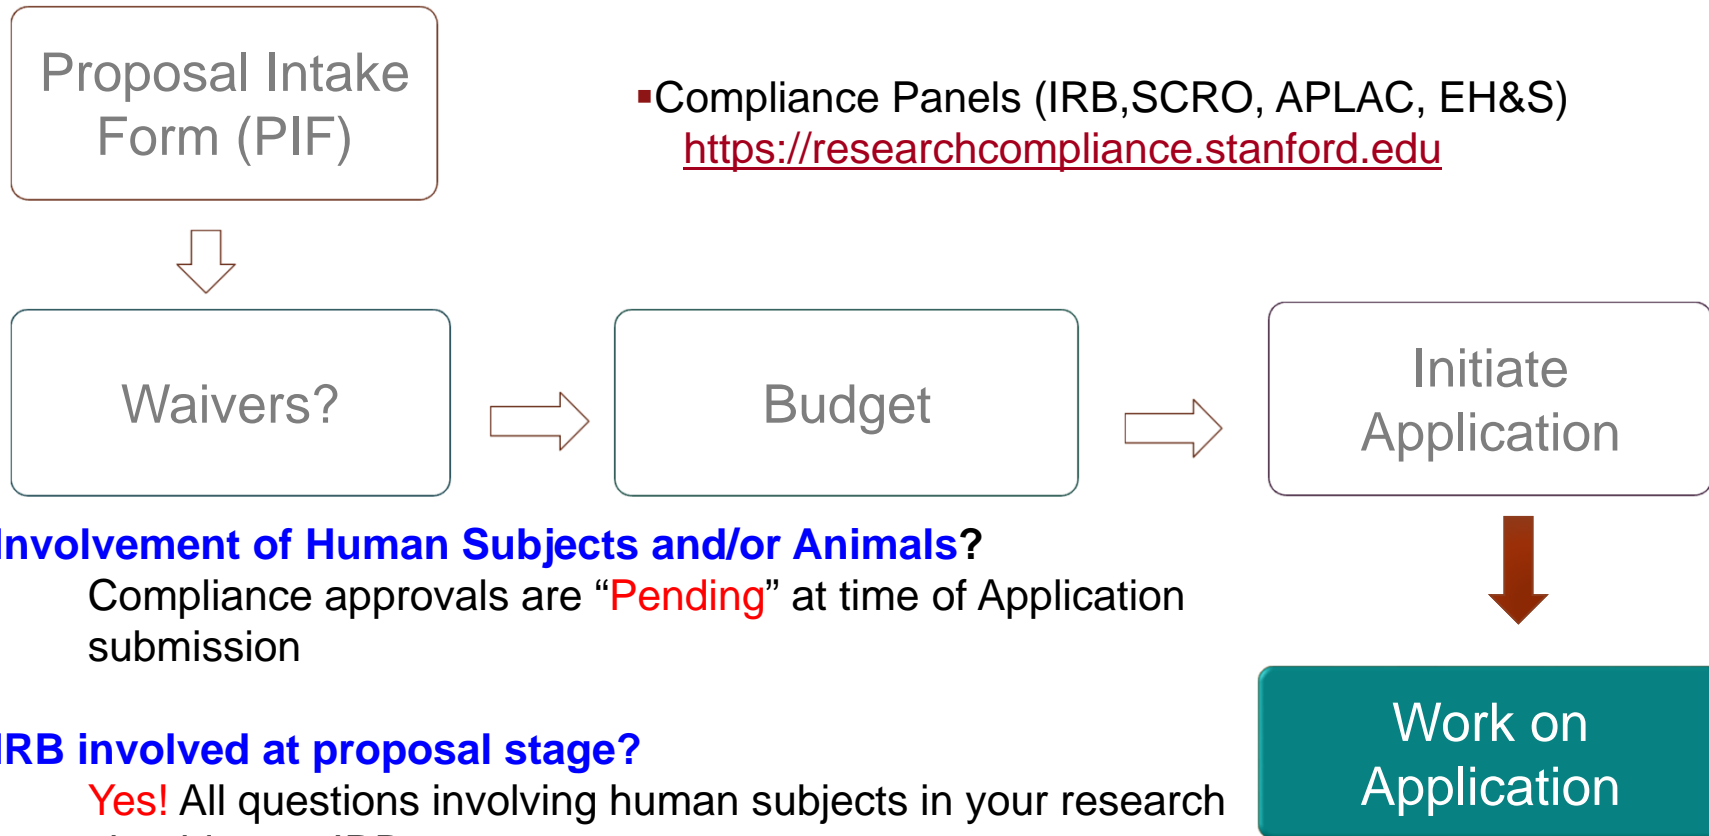 Proposal Intake
Form (PIF)
▪Compliance Panels (IRB,SCRO, APLAC, EH&S)
https://researchcompliance.stanford.edu
Waivers?
Budget
Initiate
Application
Involvement of Human Subjects and/or Animals?
Compliance approvals are “Pending” at time of Application
submission
IRB involved at proposal stage?
Yes! All questions involving human subjects in your research
Work on
Application